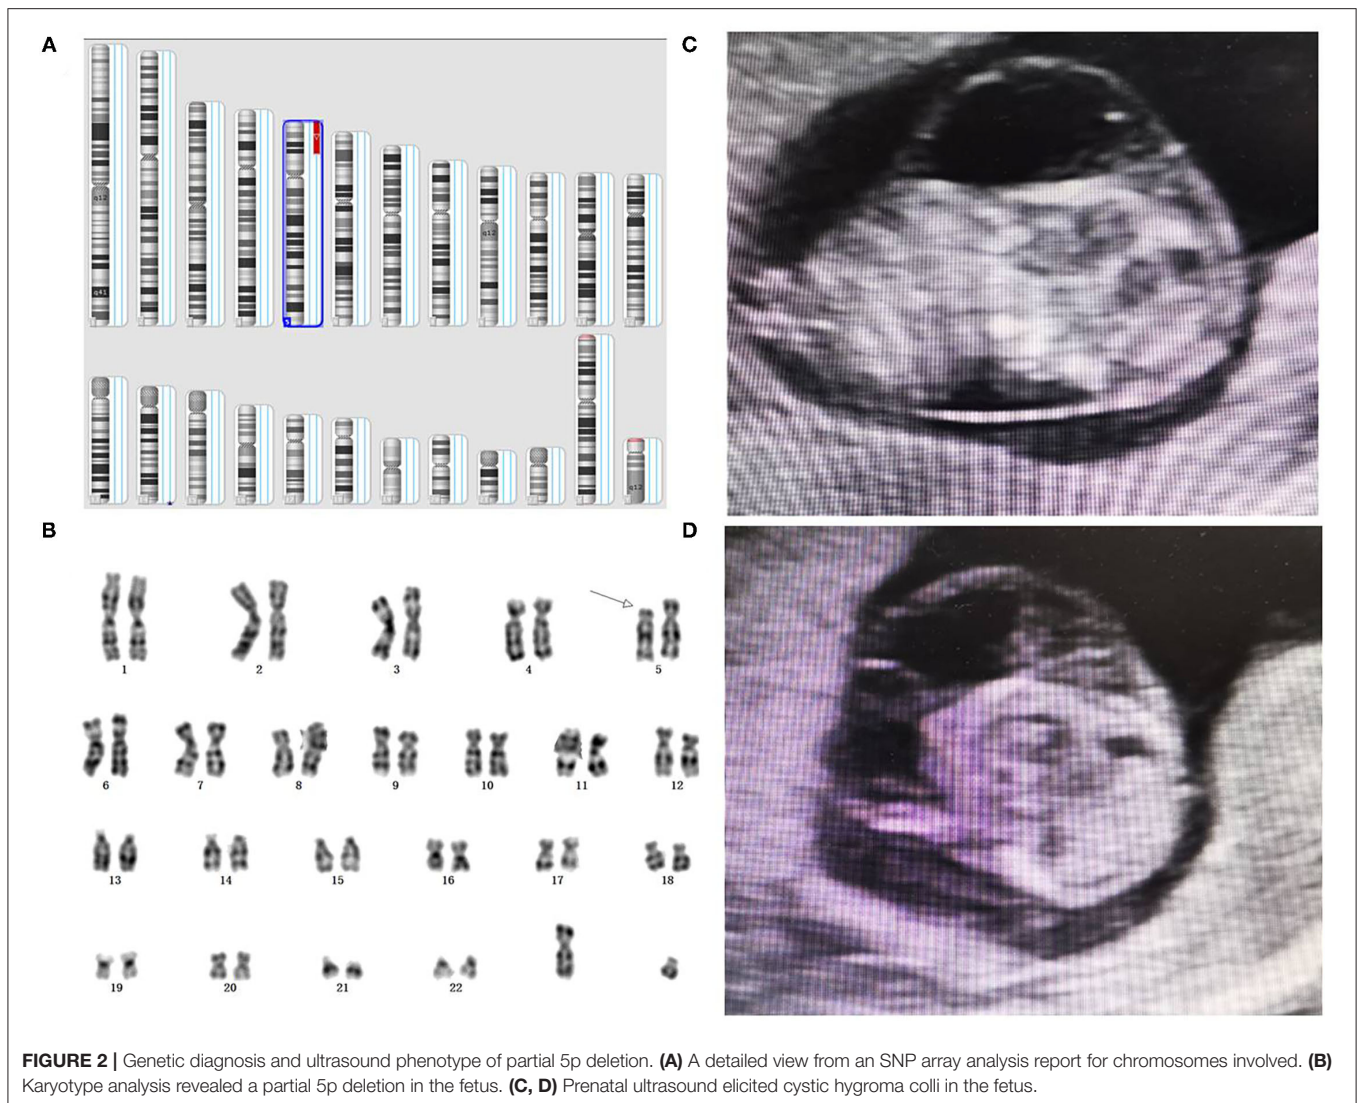 A
C
q12
q12
q41
q12
B
D
1 2 3 4 5
6 7 8 9 10 11 12
13 14 15 16 17 18
19 20 21 22
FIGURE 2 | Genetic diagnosis and ultrasound phenotype of partial 5p deletion. (A) A detailed view from an SNP array analysis report for chromosomes involved. (B)
Karyotype analysis revealed a partial 5p deletion in the fetus. (C, D) Prenatal ultrasound elicited cystic hygroma colli in the fetus.